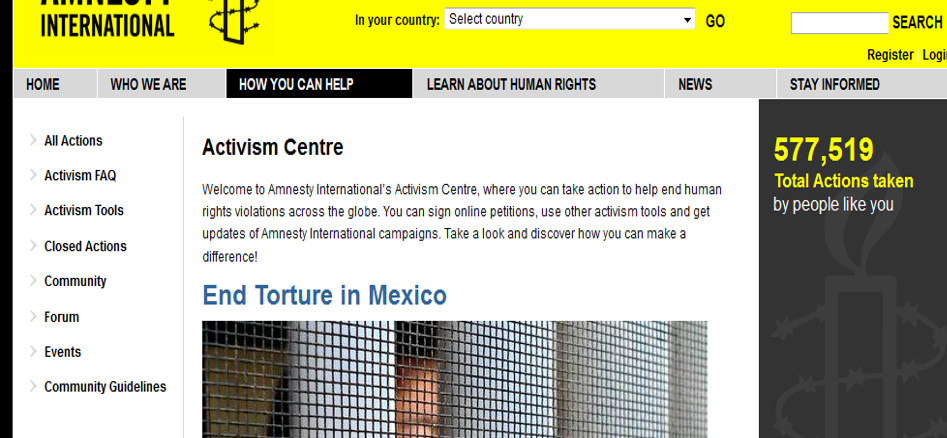 INTERNATIONAL
In your country:
Select country
GO
SEARCH
Register
HOME
WHO WE ARE
HOW YOU CAN HELP
LEARN ABOUT HUMAN RIGHTS
NEWS
STAY INFORMED
All Actions
Activism FAQ
Activism Tools
Closed Actions
Community
Forum
Events
Community Guidelines
Activism Centre
Welcome to Amnesty International's Activism Centre, where you can take action to help end human
rights violations across the globe. You can sign online petitions, use other activism tools and get
updates of Amnesty International campaigns. Take a look and discover how you can make a
difference!
End Torture in Mexico
577,519
Total Actions taken
by people like you